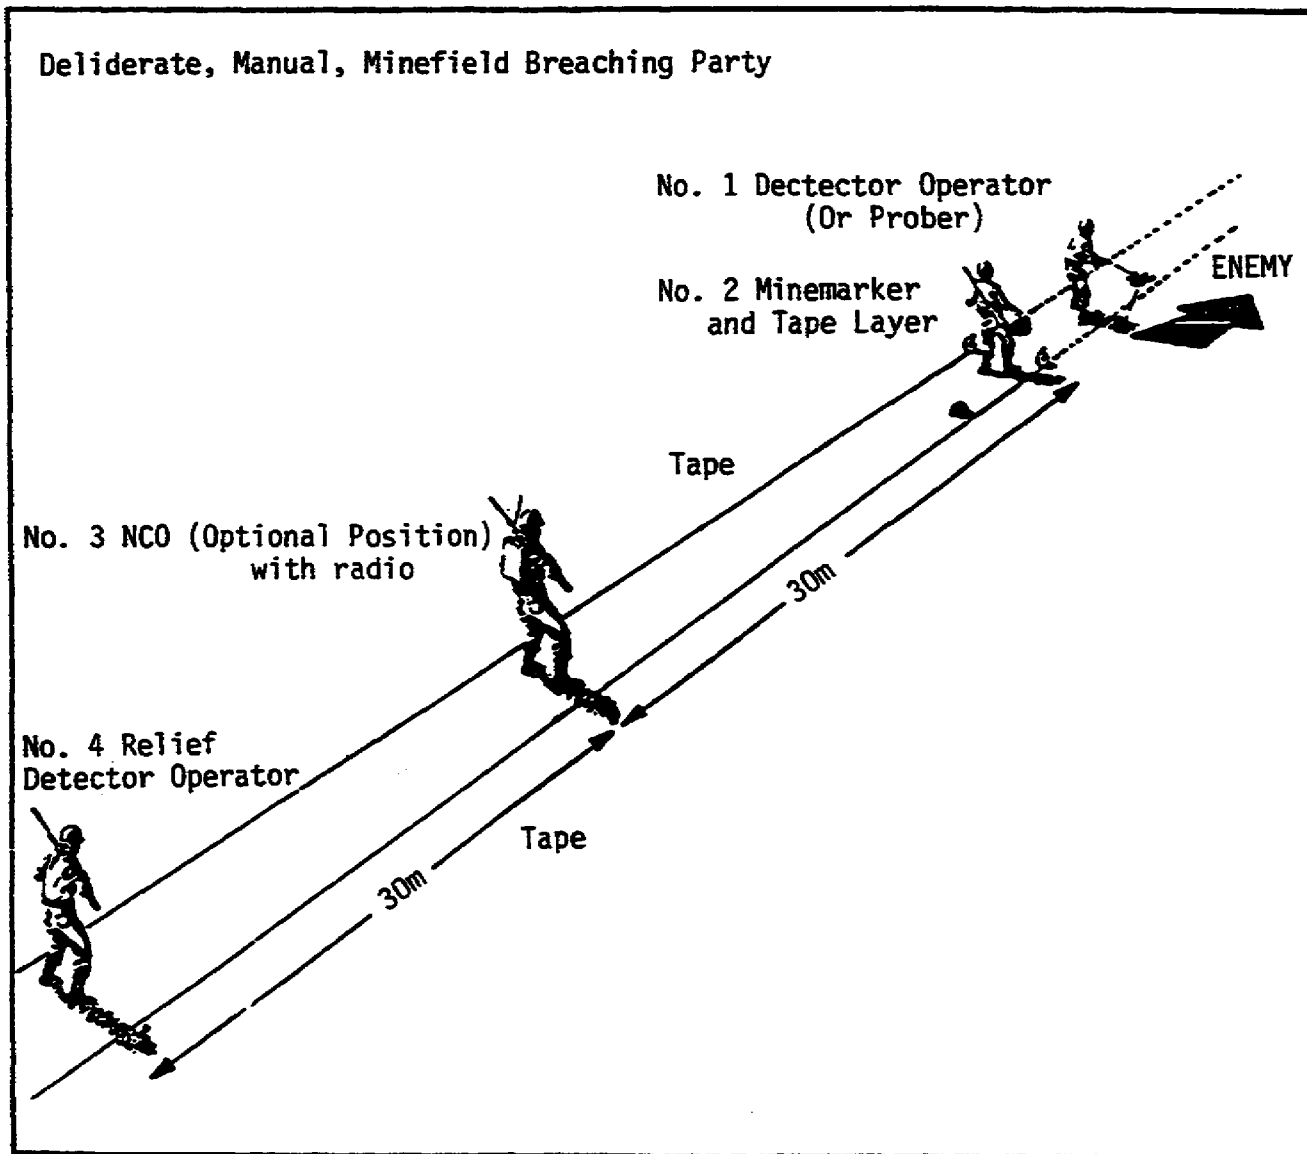 Deliderate, Manual, Minefield Breaching Party
No. 1 Dectector Operator
(Or Prober)
ENEMY
No. 2 Minemarker
and Tape Layer
Tape
No. 3 NCO (Optional Position)
with radio
30m
No. 4 Relief
Detector Operator
Tape
30m